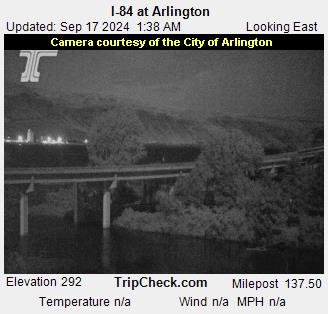 I-84 at Arlington
Updated: Sep 17 2024 1:38 AM Looking East
Camera courtesy of the City of Arlington
Elevation 292 TripCheck.com Milepost 137.50
Temperature n/a Wind n/a MPH n/a